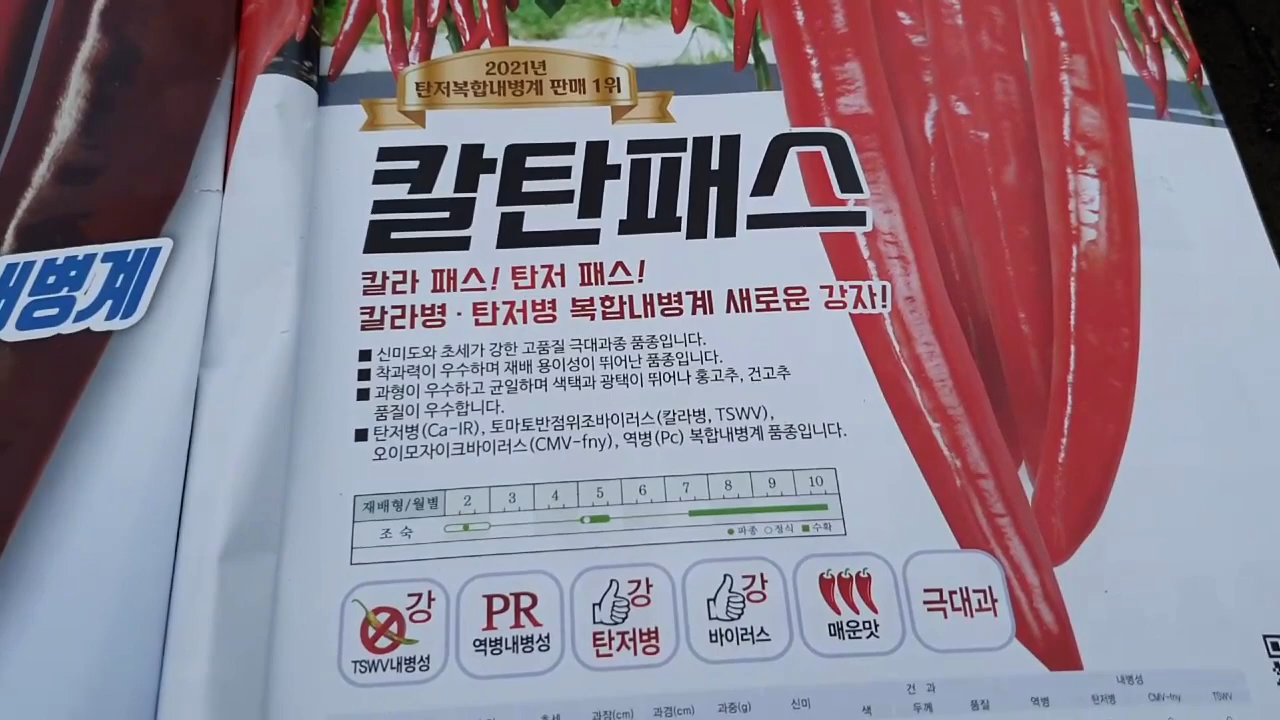 2021년
탄저복합내병계 판매 1위
칼탄패스
칼라 패스! 탄저 패스!
칼라병 · 탄저병 복합내병계 새로운 강자!
내병계
■ 신미도와 초세가 강한 고품질 극대과종 품종입니다.
■ 착과력이 우수하며 재배 용이성이 뛰어난 품종입니다.
■ 과형이 우수하고 균일하며 색택과 광택이 뛰어나 홍고추, 건고추
품질이 우수합니다.
■ 탄저병(Ca-IR), 토마토반점위조바이러스(칼라병, TSWV),
오이모자이크바이러스(CMV-fny), 역병(Pc) 복합내병계 품종입니다.
재배형/월별 2 3 4 5 6 7 8 9 10
조 숙
●파종 ○정식 ■수확
강
TSWV내병성
PR
역병내병성
강
탄저병
강
바이러스
매운맛
극대과
건 과
내병성
초세 과장(cm) 과경(cm) 과중(g) 신미 색 두께 품질 역병 탄저병 CMV-fny TSWV